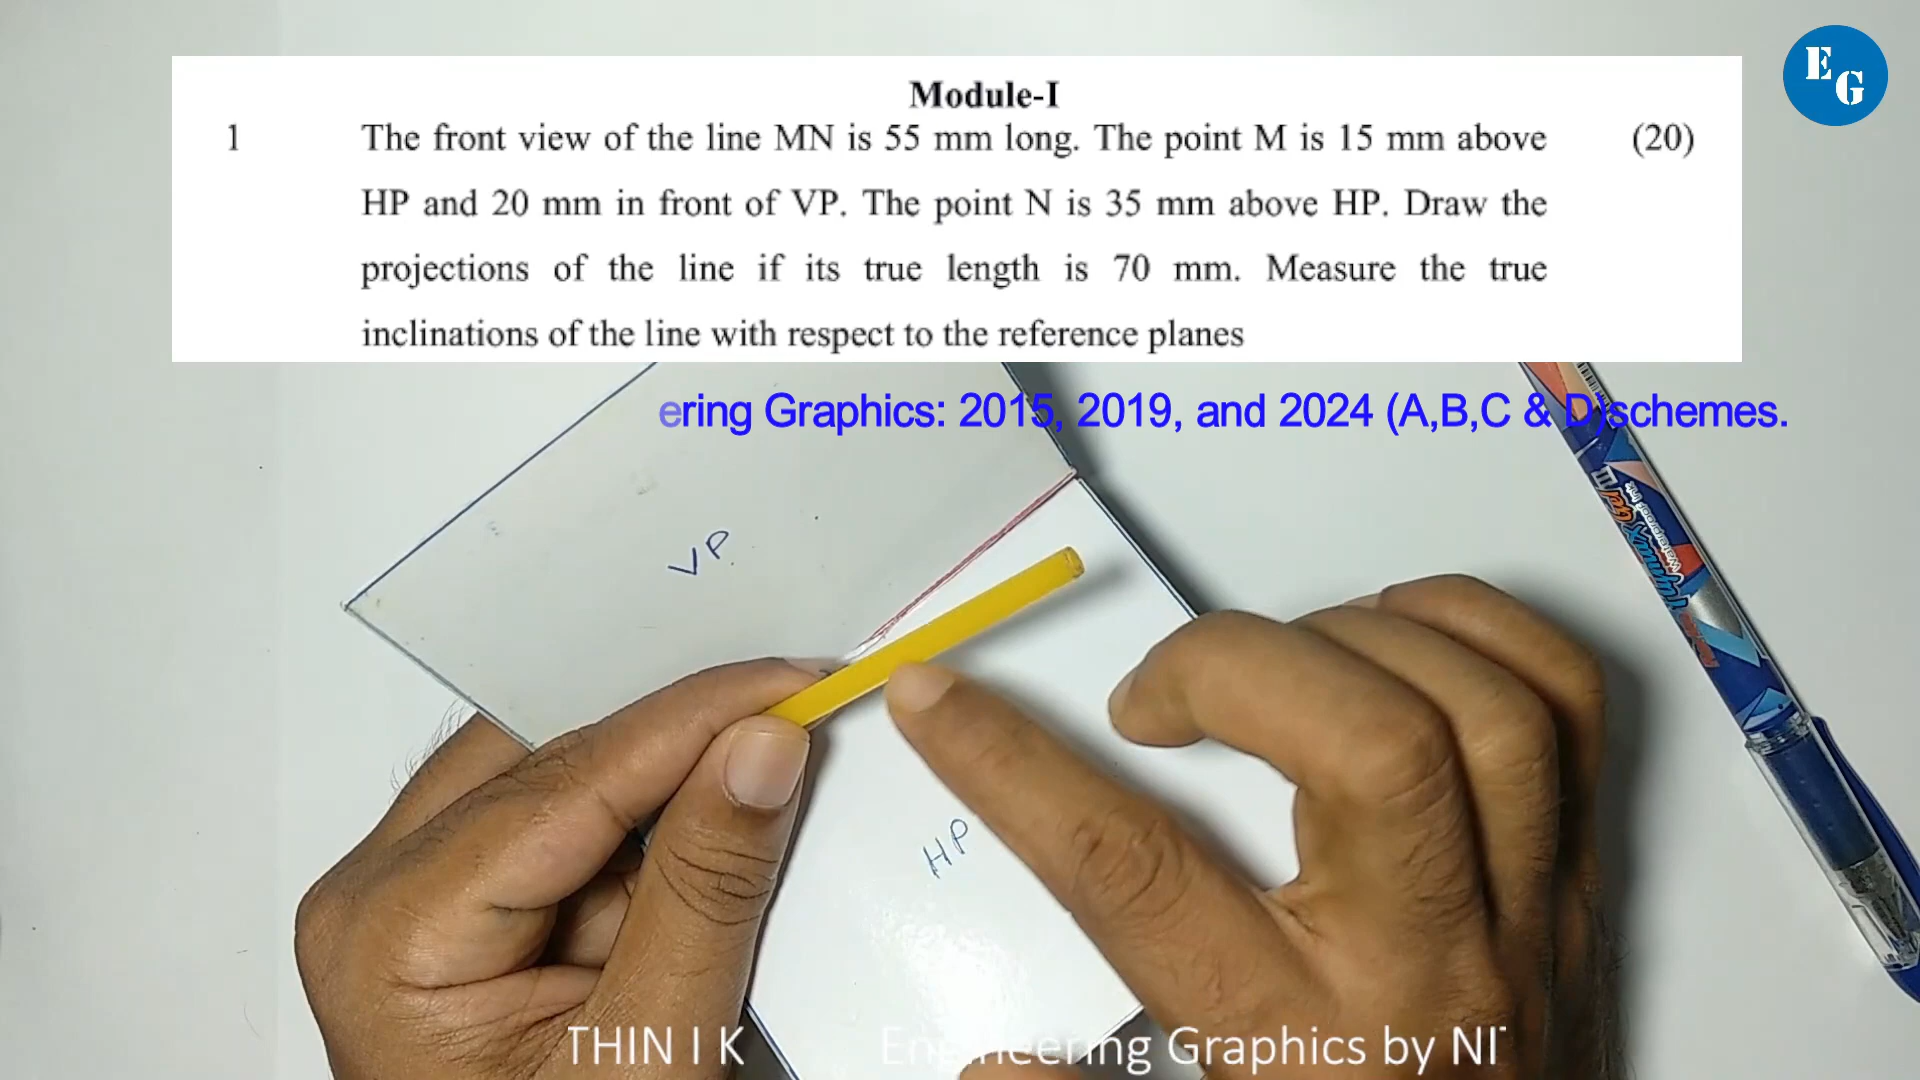 E
G
Module-I
1 The front view of the line MN is 55 mm long. The point M is 15 mm above (20)
HP and 20 mm in front of VP. The point N is 35 mm above HP. Draw the
projections of the line if its true length is 70 mm. Measure the true
inclinations of the line with respect to the reference planes
ering Graphics: 2015, 2019, and 2024 (A,B,C & D)schemes.
VP
HP
THIN I K Engineering Graphics by NI